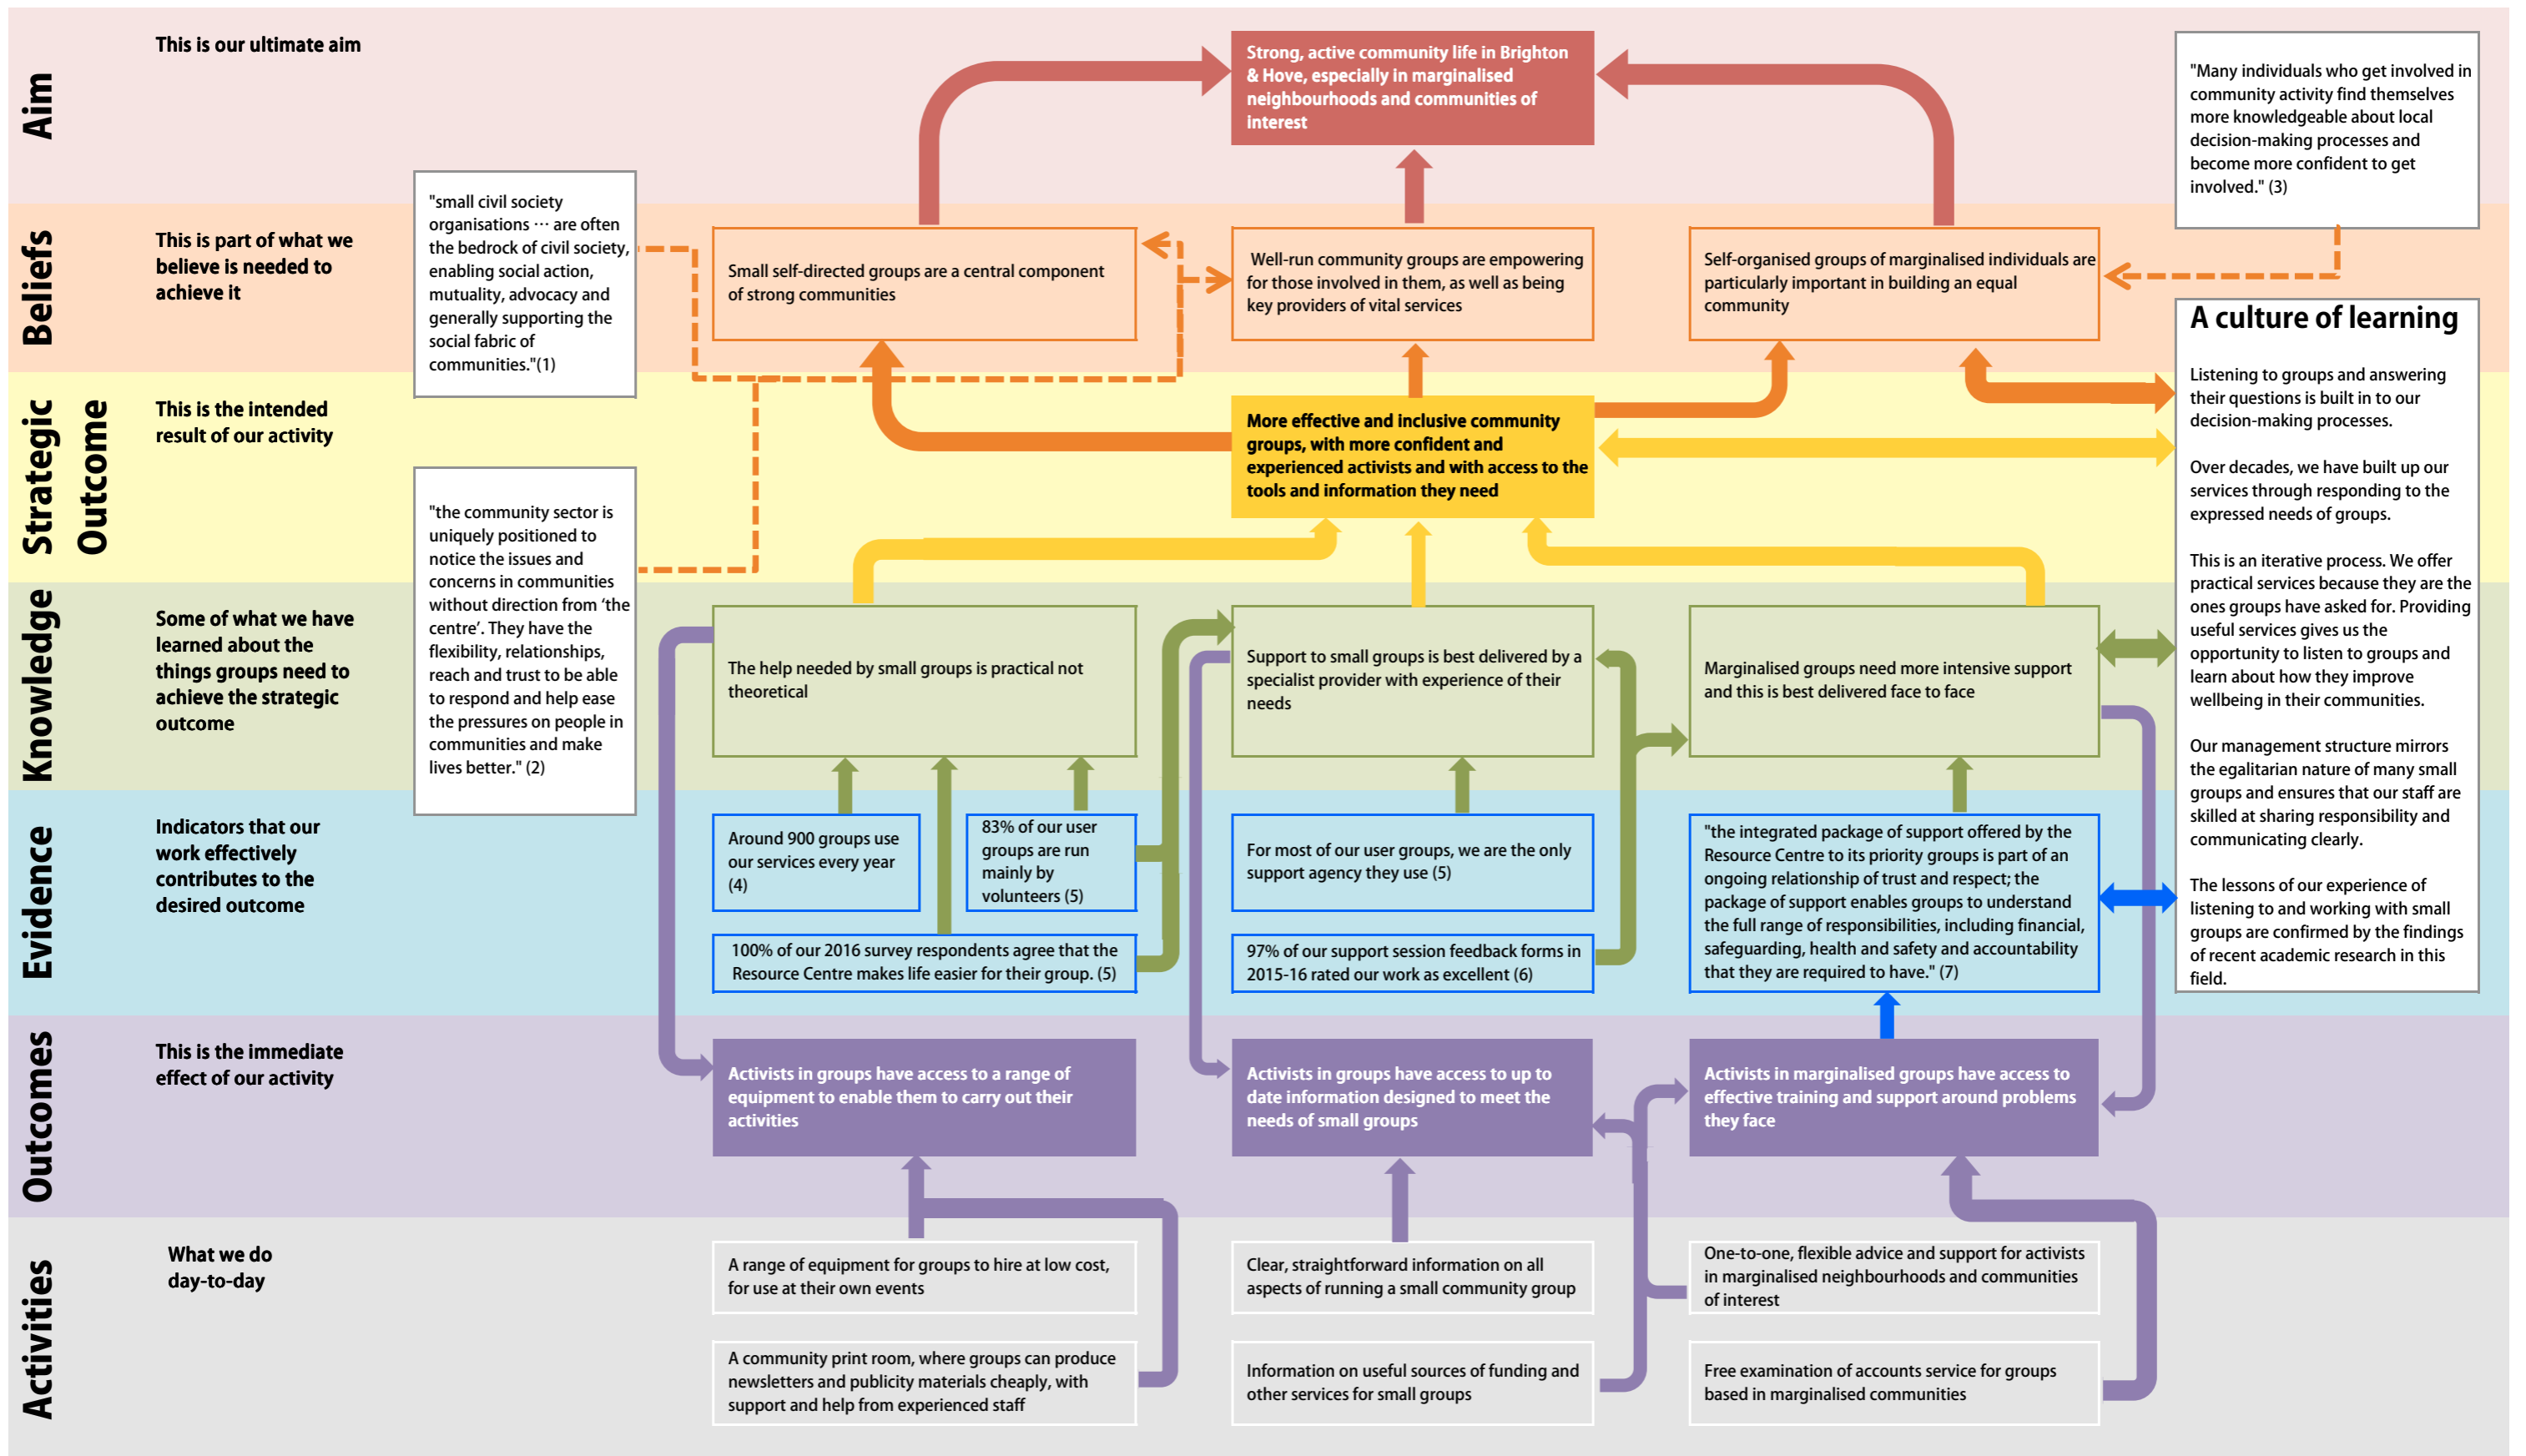 Aim
This is our ultimate aim
Strong, active community life in Brighton
& Hove, especially in marginalised
neighbourhoods and communities of
interest
"Many individuals who get involved in
community activity find themselves
more knowledgeable about local
decision-making processes and
become more confident to get
involved." (3)
Beliefs
This is part of what we
believe is needed to
achieve it
"small civil society
organisations ··· are often
the bedrock of civil society,
enabling social action,
mutuality, advocacy and
generally supporting the
social fabric of
communities."(1)
Small self-directed groups are a central component
of strong communities
Well-run community groups are empowering
for those involved in them, as well as being
key providers of vital services
Self-organised groups of marginalised individuals are
particularly important in building an equal
community
A culture of learning
Listening to groups and answering
their questions is built in to our
decision-making processes.
Over decades, we have built up our
services through responding to the
expressed needs of groups.
This is an iterative process. We offer
practical services because they are the
ones groups have asked for. Providing
useful services gives us the
opportunity to listen to groups and
learn about how they improve
wellbeing in their communities.
Our management structure mirrors
the egalitarian nature of many small
groups and ensures that our staff are
skilled at sharing responsibility and
communicating clearly.
The lessons of our experience of
listening to and working with small
groups are confirmed by the findings
of recent academic research in this
field.
Strategic
Outcome
This is the intended
result of our activity
More effective and inclusive community
groups, with more confident and
experienced activists and with access to the
tools and information they need
"the community sector is
uniquely positioned to
notice the issues and
concerns in communities
without direction from ‘the
centre’. They have the
flexibility, relationships,
reach and trust to be able
to respond and help ease
the pressures on people in
communities and make
lives better." (2)
Knowledge
Some of what we have
learned about the
things groups need to
achieve the strategic
outcome
The help needed by small groups is practical not
theoretical
Support to small groups is best delivered by a
specialist provider with experience of their
needs
Marginalised groups need more intensive support
and this is best delivered face to face
Evidence
Indicators that our
work effectively
contributes to the
desired outcome
Around 900 groups use
our services every year
(4)
83% of our user
groups are run
mainly by
volunteers (5)
100% of our 2016 survey respondents agree that the
Resource Centre makes life easier for their group. (5)
For most of our user groups, we are the only
support agency they use (5)
97% of our support session feedback forms in
2015-16 rated our work as excellent (6)
"the integrated package of support offered by the
Resource Centre to its priority groups is part of an
ongoing relationship of trust and respect; the
package of support enables groups to understand
the full range of responsibilities, including financial,
safeguarding, health and safety and accountability
that they are required to have." (7)
Outcomes
This is the immediate
effect of our activity
Activists in groups have access to a range of
equipment to enable them to carry out their
activities
Activists in groups have access to up to
date information designed to meet the
needs of small groups
Activists in marginalised groups have access to
effective training and support around problems
they face
Activities
What we do
day-to-day
A range of equipment for groups to hire at low cost,
for use at their own events
Clear, straightforward information on all
aspects of running a small community group
One-to-one, flexible advice and support for activists
in marginalised neighbourhoods and communities
of interest
A community print room, where groups can produce
newsletters and publicity materials cheaply, with
support and help from experienced staff
Information on useful sources of funding and
other services for small groups
Free examination of accounts service for groups
based in marginalised communities